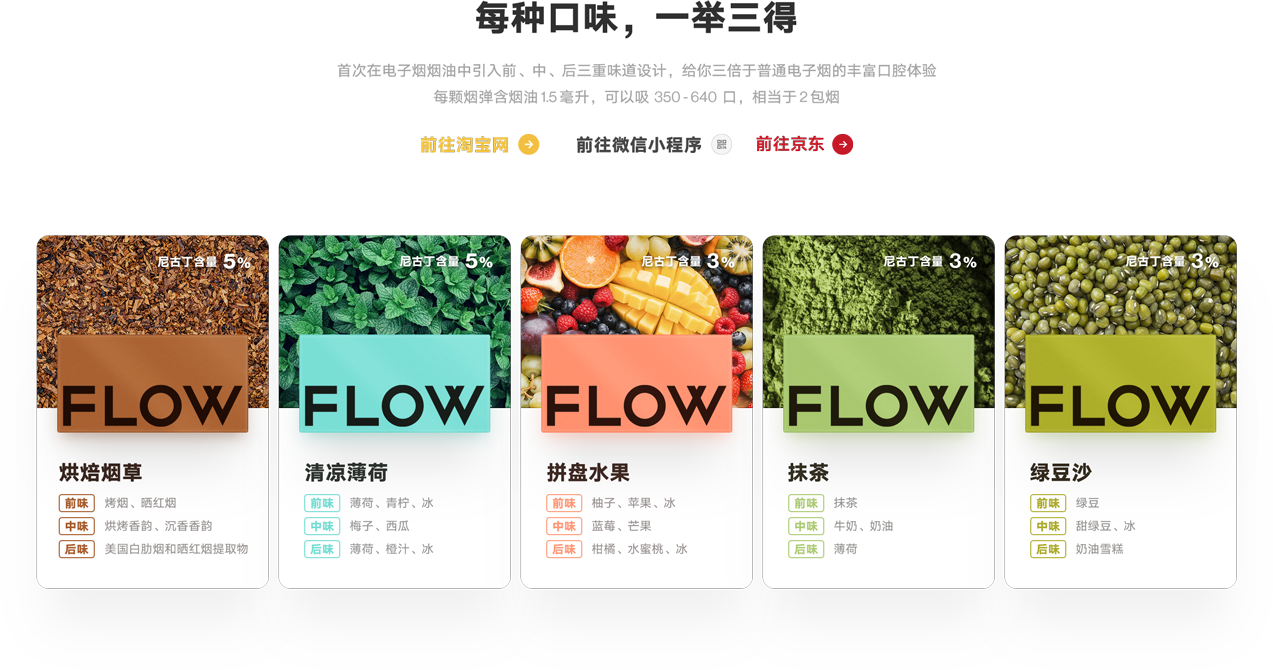 每种口味，一举三得
首次在电子烟烟油中引入前、中、后三重味道设计，给你三倍于普通电子烟的丰富口腔体验
每颗烟弹含烟油1.5毫升，可以吸 350-640 口，相当于2包烟
前往淘宝网
前往微信小程序
前往京东
尼古丁含量 5%
FLOW
烘焙烟草
前味 烤烟、晒红烟
中味 烘烤香韵、沉香香韵
后味 美国白肋烟和晒红烟提取物
尼古丁含量 5%
FLOW
清凉薄荷
前味 薄荷、青柠、冰
中味 梅子、西瓜
后味 薄荷、橙汁、冰
尼古丁含量 3%
FLOW
拼盘水果
前味 柚子、苹果、冰
中味 蓝莓、芒果
后味 柑橘、水蜜桃、冰
尼古丁含量 3%
FLOW
抹茶
前味 抹茶
中味 牛奶、奶油
后味 薄荷
尼古丁含量 3%
FLOW
绿豆沙
前味 绿豆
中味 甜绿豆、冰
后味 奶油雪糕